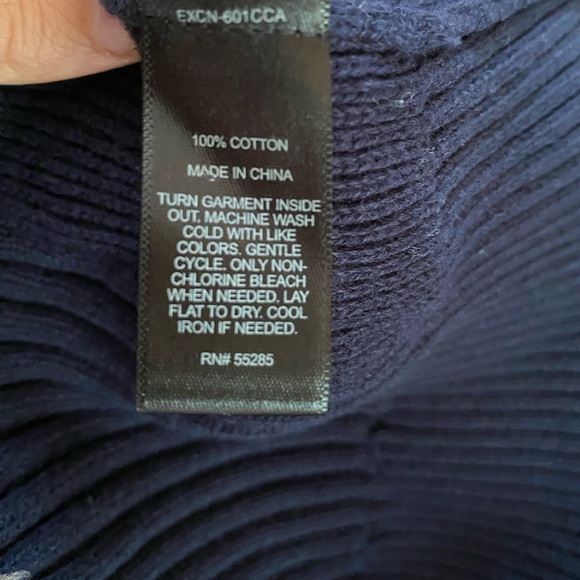 EXCN-601CCA
100% COTTON
MADE IN CHINA
TURN GARMENT INSIDE
OUT. MACHINE WASH
COLD WITH LIKE
COLORS. GENTLE
CYCLE. ONLY NON-
CHLORINE BLEACH
WHEN NEEDED. LAY
FLAT TO DRY. COOL
IRON IF NEEDED.
RN# 55285